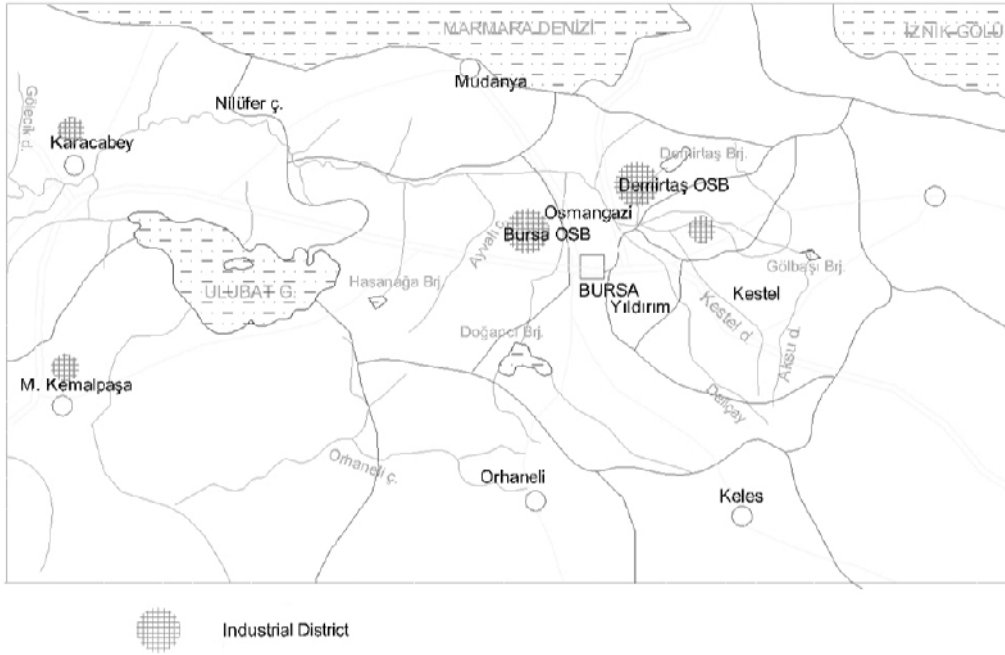 MARMARA DENİZİ
İZNİK GÖLÜ
Mudanya
Gölecik d.
Nilüfer ç.
Karacabey
Demirtaş Brj.
Demirtaş OSB
Osmangazi
Ayvalı ç.
Bursa OSB
Gölbaşı Brj.
Hasanağa Brj.
ULUBAT G.
BURSA
Yıldırım
Kestel
Kestel d.
Doğancı Brj.
Aksu d.
M. Kemalpaşa
Deliçay
Orhaneli ç.
Orhaneli
Keles
Industrial District